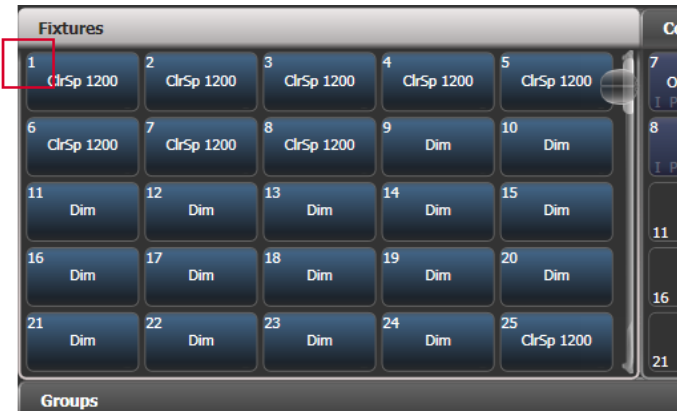 Fixtures
1 2 3 4 5 7
ClrSp 1200 ClrSp 1200 ClrSp 1200 ClrSp 1200 ClrSp 1200
6 7 8 9 10 8
ClrSp 1200 ClrSp 1200 ClrSp 1200 Dim Dim
11 12 13 14 15
Dim Dim Dim Dim Dim
11
16 17 18 19 20
Dim Dim Dim Dim Dim
16
21 22 23 24 25
Dim Dim Dim Dim ClrSp 1200
21
Groups